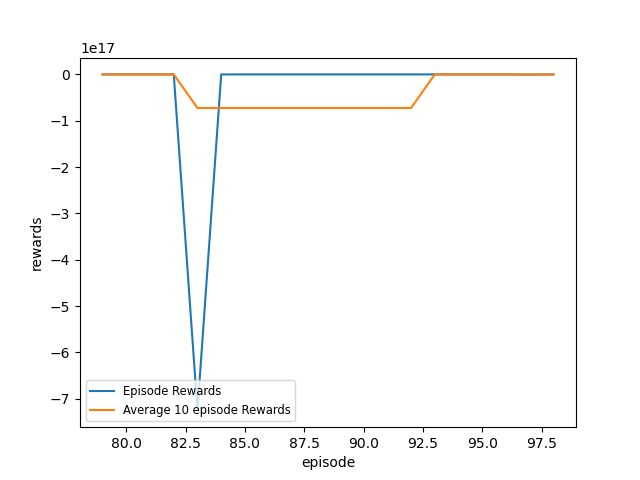 1e17
0
−1
−2
−3
−4
−5
−6
−7
rewards
Episode Rewards
Average 10 episode Rewards
80.0 82.5 85.0 87.5 90.0 92.5 95.0 97.5
episode